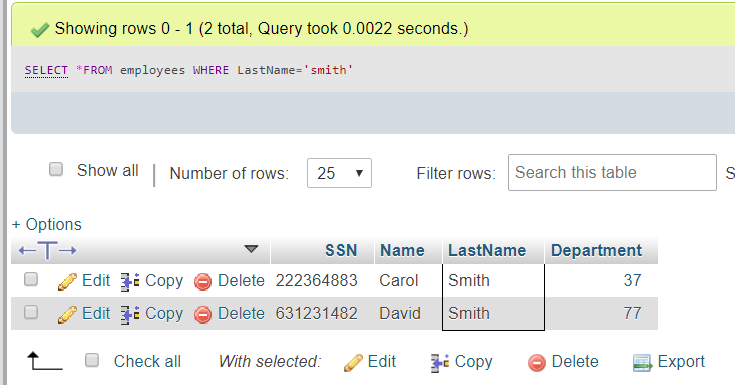 Showing rows 0 - 1 (2 total, Query took 0.0022 seconds.)
SELECT *FROM employees WHERE LastName='smith'
Show all | Number of rows: 25 Filter rows: Search this table S
+ Options
←T→ SSN Name LastName Department
Edit Copy Delete 222364883 Carol Smith 37
Edit Copy Delete 631231482 David Smith 77
Check all With selected: Edit Copy Delete Export